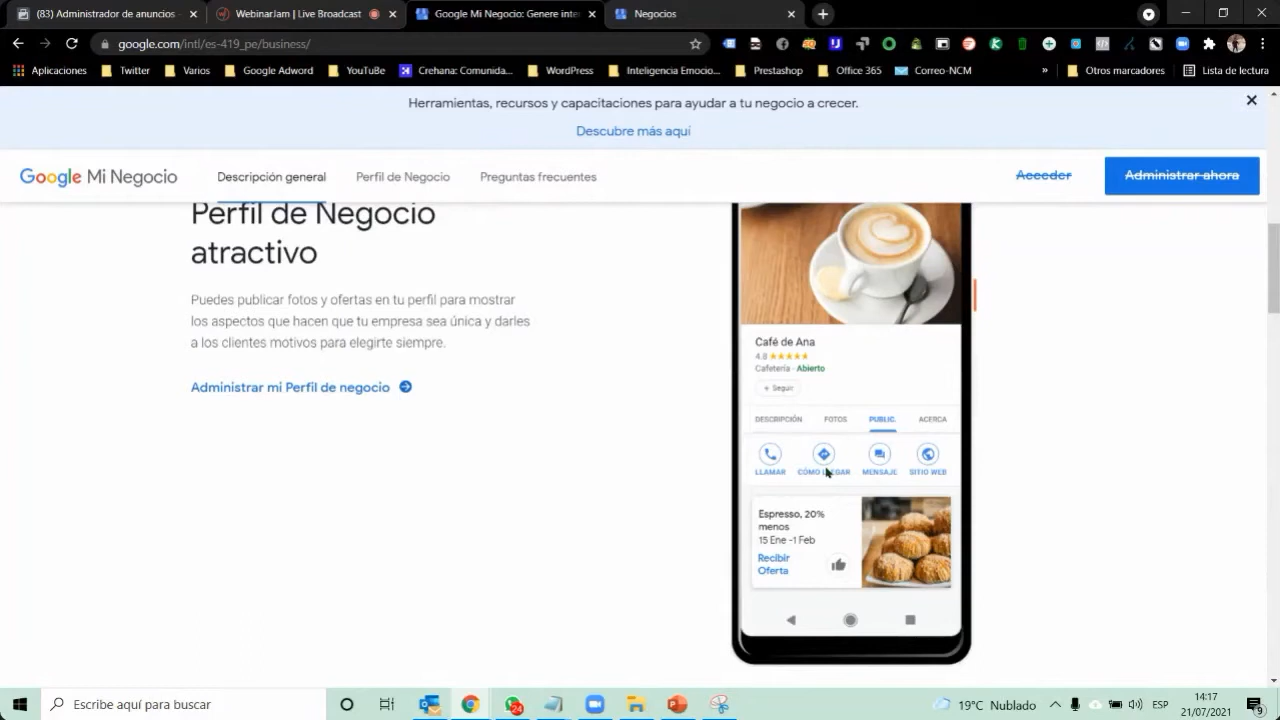 (83) Administrador de anuncios -
WebinarJam | Live Broadcast
Google Mi Negocio: Genere inte
Negocios
google.com/intl/es-419_pe/business/
Aplicaciones
Twitter
Varios
Google Adword
YouTuBe
Crehana: Comunida...
WordPress
Inteligencia Emocio...
Prestashop
Office 365
Correo-NCM
»
Otros marcadores
Lista de lectura
Herramientas, recursos y capacitaciones para ayudar a tu negocio a crecer.
Descubre más aquí
Google Mi Negocio
Descripción general
Perfil de Negocio
Preguntas frecuentes
Acceder
Administrar ahora
Perfil de Negocio
atractivo
Puedes publicar fotos y ofertas en tu perfil para mostrar
los aspectos que hacen que tu empresa sea única y darles
a los clientes motivos para elegirte siempre.
Administrar mi Perfil de negocio
Café de Ana
4.8 ★★★★★
Cafetería · Abierto
+ Seguir
DESCRIPCIÓN
FOTOS
PUBLIC.
ACERCA
LLAMAR
CÓMO LLEGAR
MENSAJE
SITIO WEB
Espresso, 20%
menos
15 Ene -1 Feb
Recibir
Oferta
Escribe aquí para buscar
19°C Nublado
ESP
14:17
21/07/2021